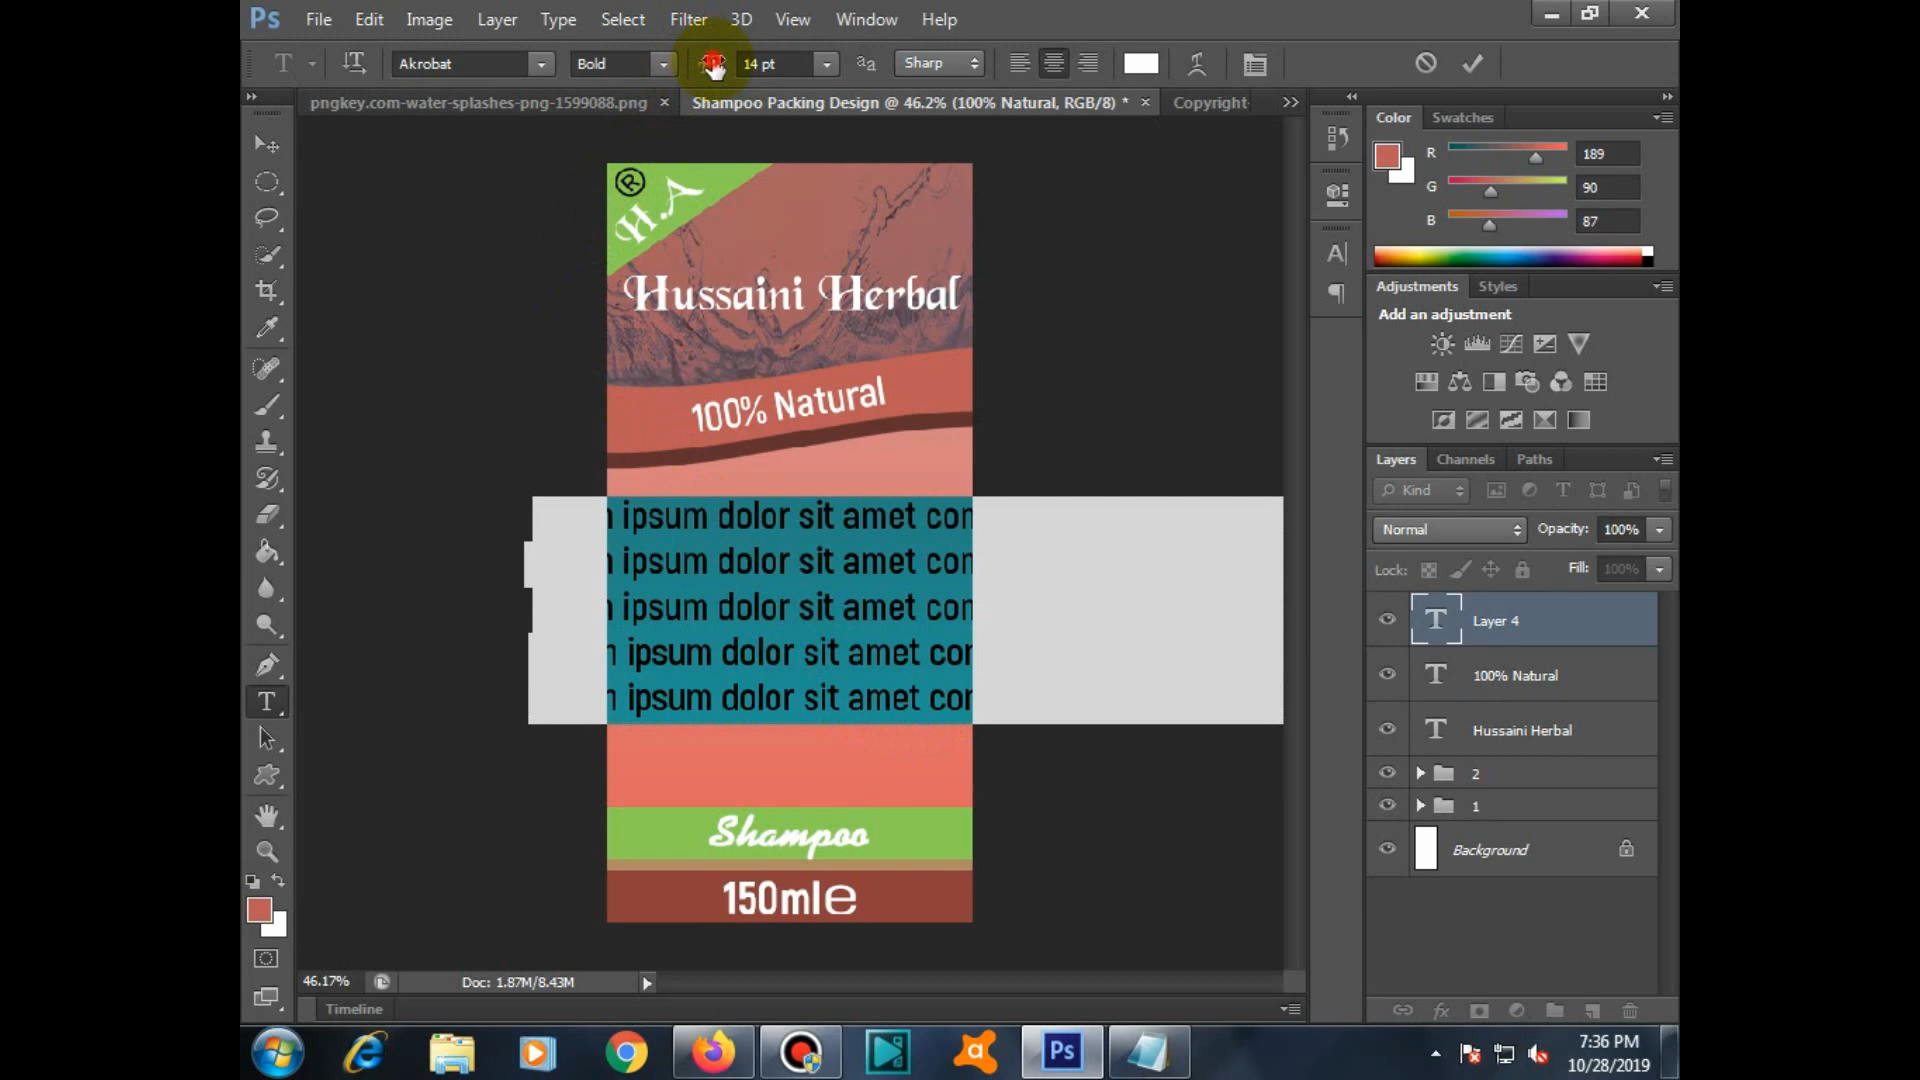 Ps File Edit Image Layer Type Select Filter 3D View Window Help
T Akrobat Bold 14 pt aa Sharp
pngkey.com-water-splashes-png-1599088.png × Shampoo Packing Design @ 46.2% (100% Natural, RGB/8) * × Copyright
Color Swatches
R 189
G 90
B 87
® H.A
Hussaini Herbal
100% Natural
ipsum dolor sit amet con
ipsum dolor sit amet con
ipsum dolor sit amet con
ipsum dolor sit amet cor
ipsum dolor sit amet cor
Shampoo
150ml℮
Adjustments Styles
Add an adjustment
Layers Channels Paths
Kind
Normal Opacity: 100%
Lock: Fill: 100%
T Layer 4
T 100% Natural
T Hussaini Herbal
2
1
Background
46.17% Doc: 1.87M/8.43M
Timeline
Ps
7:36 PM
10/28/2019